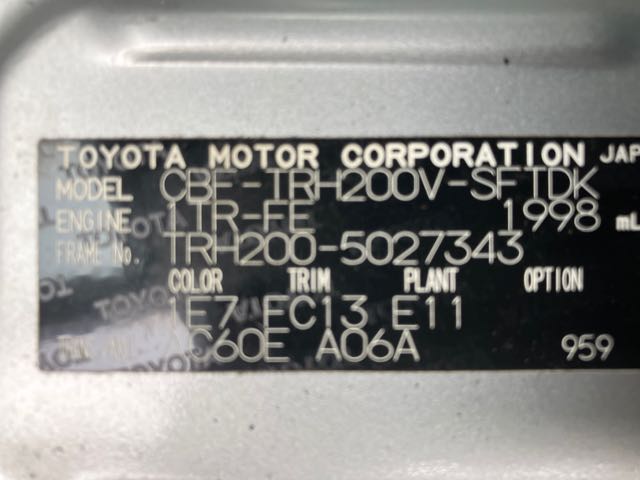 TOYOTA MOTOR CORPORATION JAP
MODEL CBF-TRH200V-SFTDK
ENGINE 1TR-FE 1998 mL
FRAME No. TRH200-5027343
COLOR TRIM PLANT OPTION
1E7 FC13 E11
C60E A06A 959